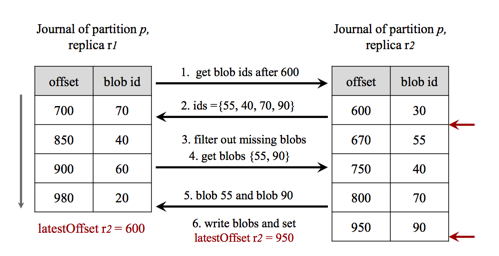 Journal of partition p,
replica r1
offset blob id
700 70
850 40
900 60
980 20
latestOffset r2 = 600
1. get blob ids after 600
2. ids ={55, 40, 70, 90}
3. filter out missing blobs
4. get blobs {55, 90}
5. blob 55 and blob 90
6. write blobs and set
latestOffset r2 = 950
Journal of partition p,
replica r2
offset blob id
600 30
670 55
750 40
800 70
950 90